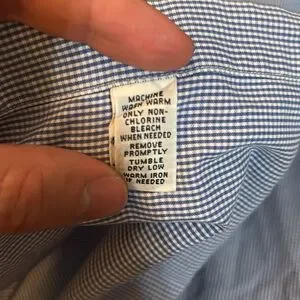 MACHINE
WASH WARM
ONLY NON-
CHLORINE
BLEACH
WHEN NEEDED
REMOVE
PROMPTLY
TUMBLE
DRY LOW
WARM IRON
IF NEEDED